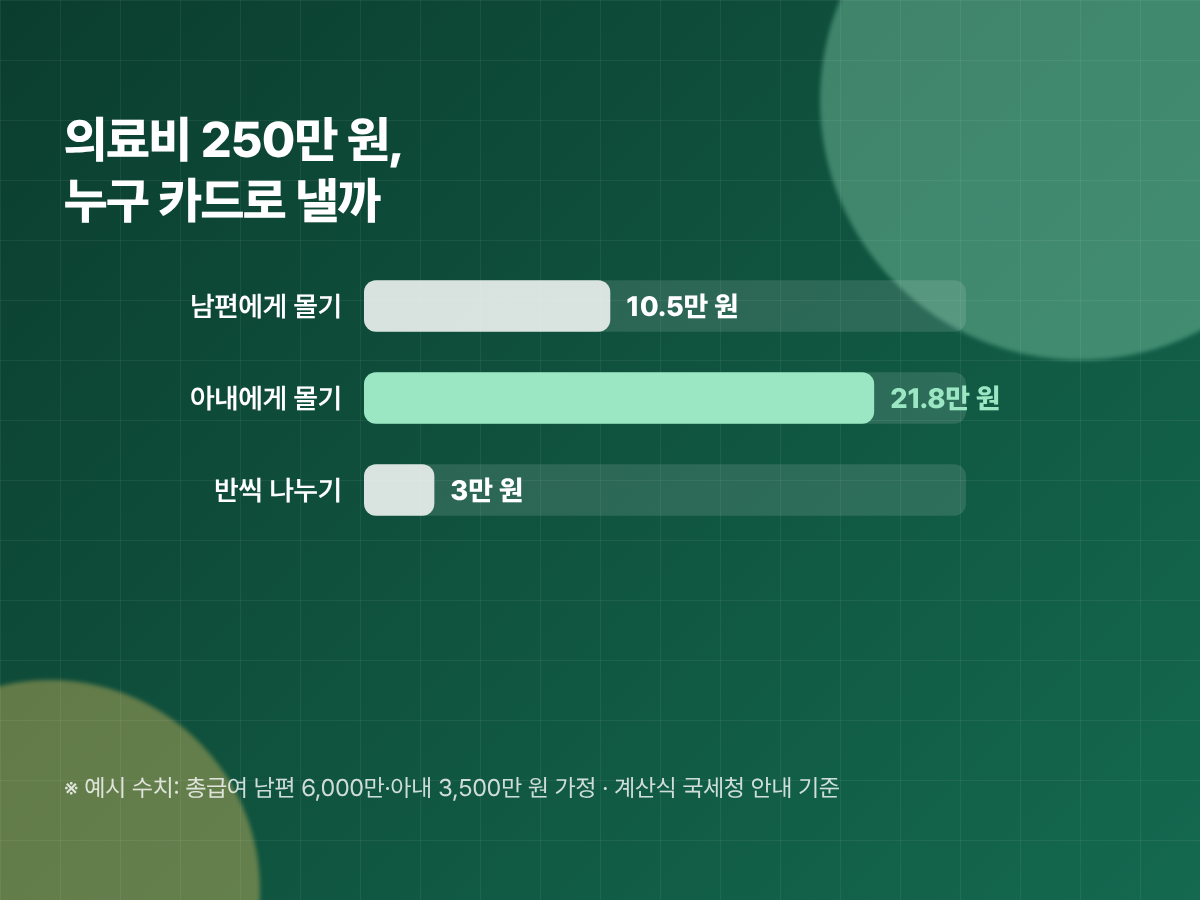 의료비 250만 원,
누구 카드로 낼까
남편에게 몰기 10.5만 원
아내에게 몰기 21.8만 원
반씩 나누기 3만 원
※ 예시 수치: 총급여 남편 6,000만·아내 3,500만 원 가정 · 계산식 국세청 안내 기준